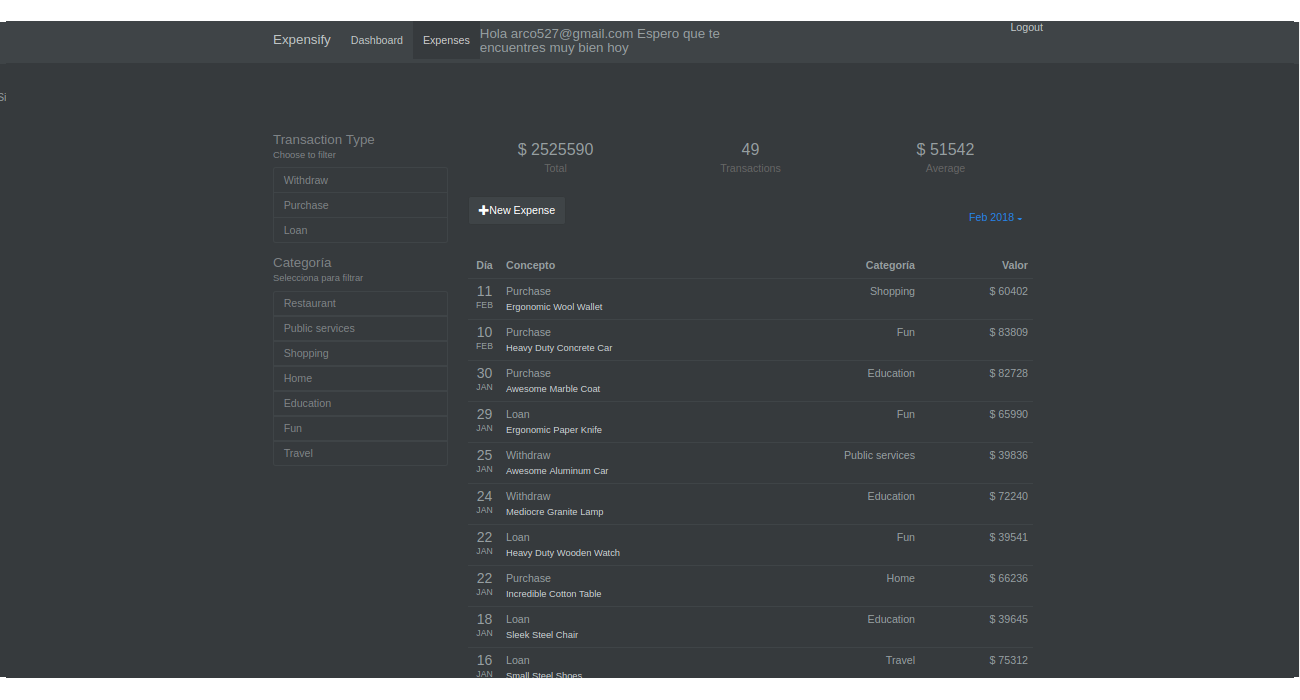 Expensify Dashboard Expenses Hola arco527@gmail.com Espero que te Logout
encuentres muy bien hoy
Si
Transaction Type
Choose to filter
Withdraw
Purchase
Loan
Categoría
Selecciona para filtrar
Restaurant
Public services
Shopping
Home
Education
Fun
Travel
$ 2525590 49 $ 51542
Total Transactions Average
New Expense Feb 2018
Día Concepto Categoría Valor
11 Purchase Shopping $ 60402
FEB Ergonomic Wool Wallet
10 Purchase Fun $ 83809
FEB Heavy Duty Concrete Car
30 Purchase Education $ 82728
JAN Awesome Marble Coat
29 Loan Fun $ 65990
JAN Ergonomic Paper Knife
25 Withdraw Public services $ 39836
JAN Awesome Aluminum Car
24 Withdraw Education $ 72240
JAN Mediocre Granite Lamp
22 Loan Fun $ 39541
JAN Heavy Duty Wooden Watch
22 Purchase Home $ 66236
JAN Incredible Cotton Table
18 Loan Education $ 39645
JAN Sleek Steel Chair
16 Loan Travel $ 75312
JAN Small Steel Shoes